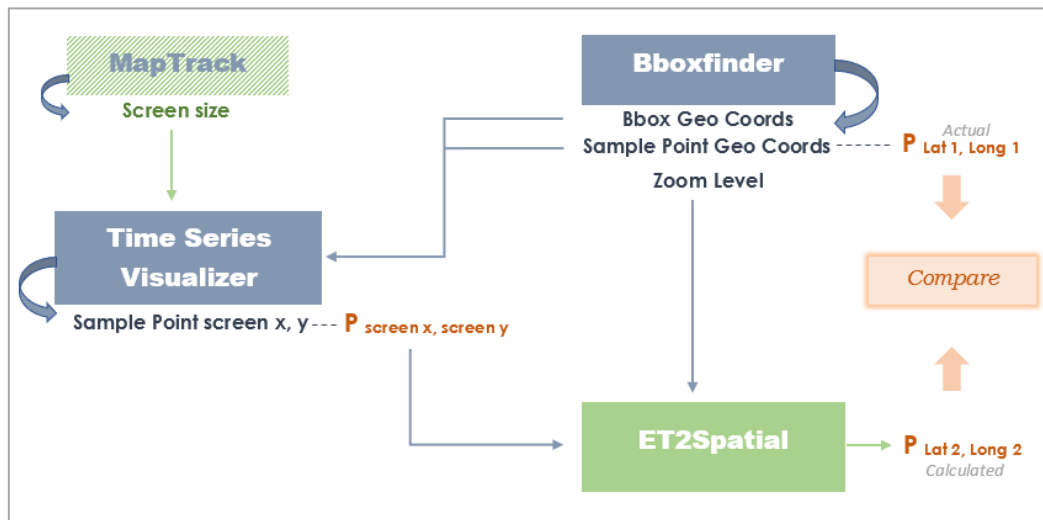 MapTrack
Screen size
Bboxfinder
Bbox Geo Coords
Sample Point Geo Coords
Zoom Level
Actual
P Lat 1, Long 1
Time Series
Visualizer
Sample Point screen x, y
P screen x, screen y
Compare
ET2Spatial
P Lat 2, Long 2
Calculated